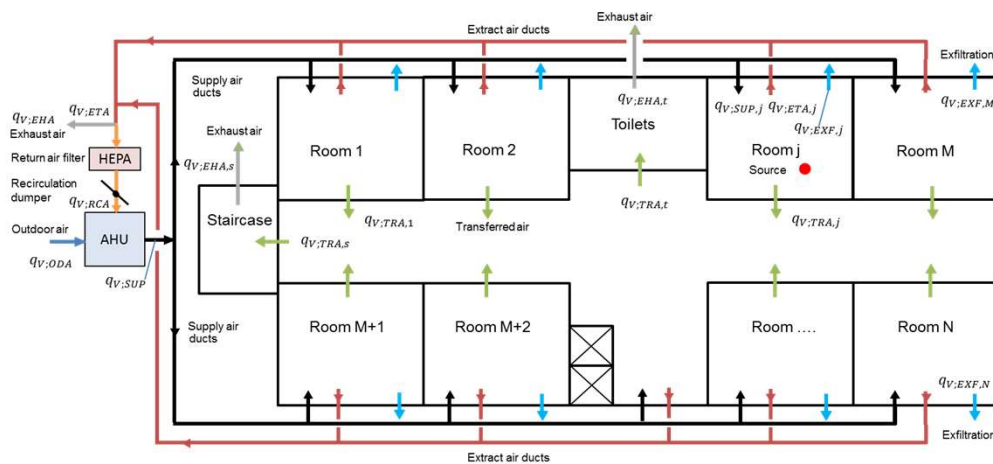 Exhaust air
Extract air ducts
Exfiltration
Supply air
ducts
q_{V;ETA}
q_{V;EHA}
Exhaust air
Return air filter
HEPA
Recirculation
dumper
q_{V;RCA}
Outdoor air
AHU
q_{V;ODA}
q_{V;SUP}
Exhaust air
q_{V;EHA,s}
Staircase
q_{V;TRA,s}
Room 1
q_{V;TRA,1}
Room 2
Transferred air
q_{V;EHA,t}
Toilets
q_{V;TRA,t}
q_{V;SUP,j}
q_{V;ETA,j}
q_{V;EXF,j}
Room j
Source
q_{V;TRA,j}
q_{V;EXF,M}
Room M
Room M+1
Room M+2
Room ....
Room N
Supply air
ducts
q_{V;EXF,N}
Exfiltration
Extract air ducts